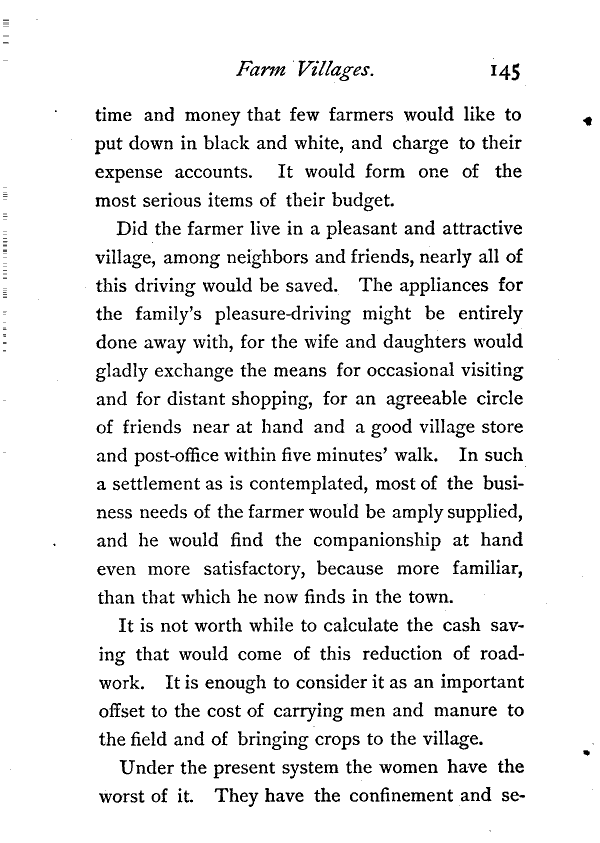 Farm Villages. 145
time and money that few farmers would like to
put down in black and white, and charge to their
expense accounts. It would form one of the
most serious items of their budget.
Did the farmer live in a pleasant and attractive
village, among neighbors and friends, nearly all of
this driving would be saved. The appliances for
the family's pleasure-driving might be entirely
done away with, for the wife and daughters would
gladly exchange the means for occasional visiting
and for distant shopping, for an agreeable circle
of friends near at hand and a good village store
and post-office within five minutes' walk. In such
a settlement as is contemplated, most of the busi-
ness needs of the farmer would be amply supplied,
and he would find the companionship at hand
even more satisfactory, because more familiar,
than that which he now finds in the town.
It is not worth while to calculate the cash sav-
ing that would come of this reduction of road-
work. It is enough to consider it as an important
offset to the cost of carrying men and manure to
the field and of bringing crops to the village.
Under the present system the women have the
worst of it. They have the confinement and se-